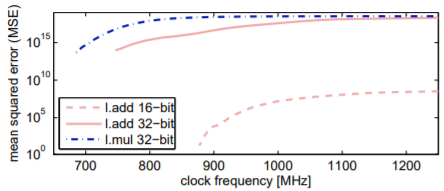 mean squared error (MSE)
10^15
10^10
10^5
10^0
l.add 16-bit
l.add 32-bit
l.mul 32-bit
700 800 900 1000 1100 1200
clock frequency [MHz]